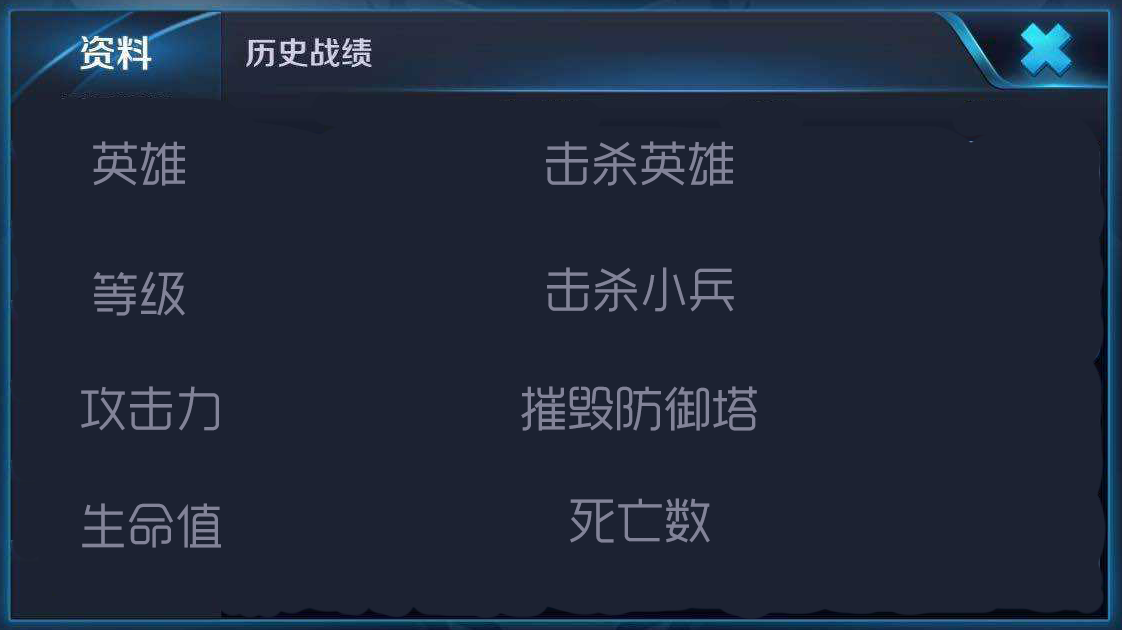 资料 历史战绩
英雄 击杀英雄
等级 击杀小兵
攻击力 摧毁防御塔
生命值 死亡数